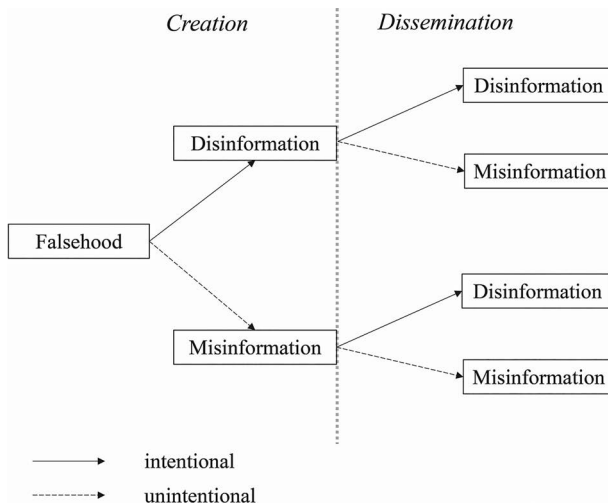 Creation
Dissemination
Disinformation
Disinformation
Misinformation
Falsehood
Disinformation
Misinformation
Misinformation
intentional
unintentional